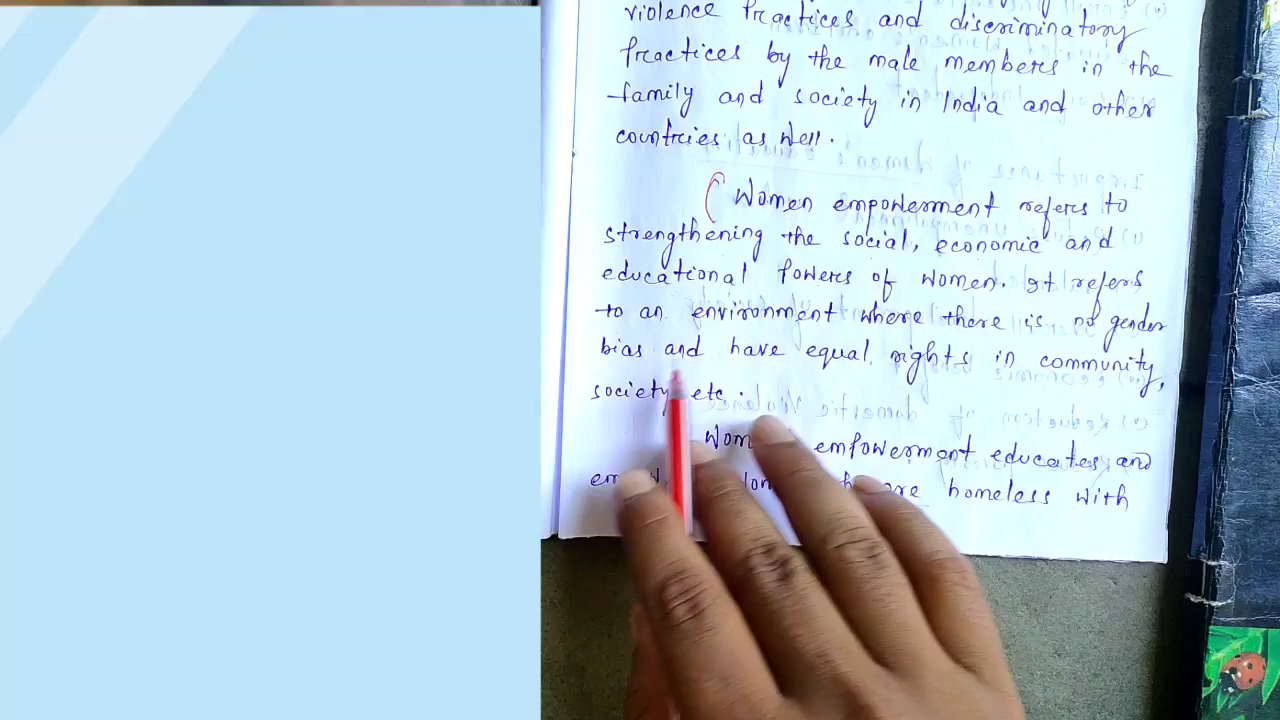 violence Practices and discriminatory
Practices by the male members in the
family and society in India and other
countries as well.
Women empowerment refers to
strengthening the social, economic and
educational Powers of women. It refers
to an environment where there is no gender
bias and have equal rights in community,
society etc.
empowerment educates and
homeless with